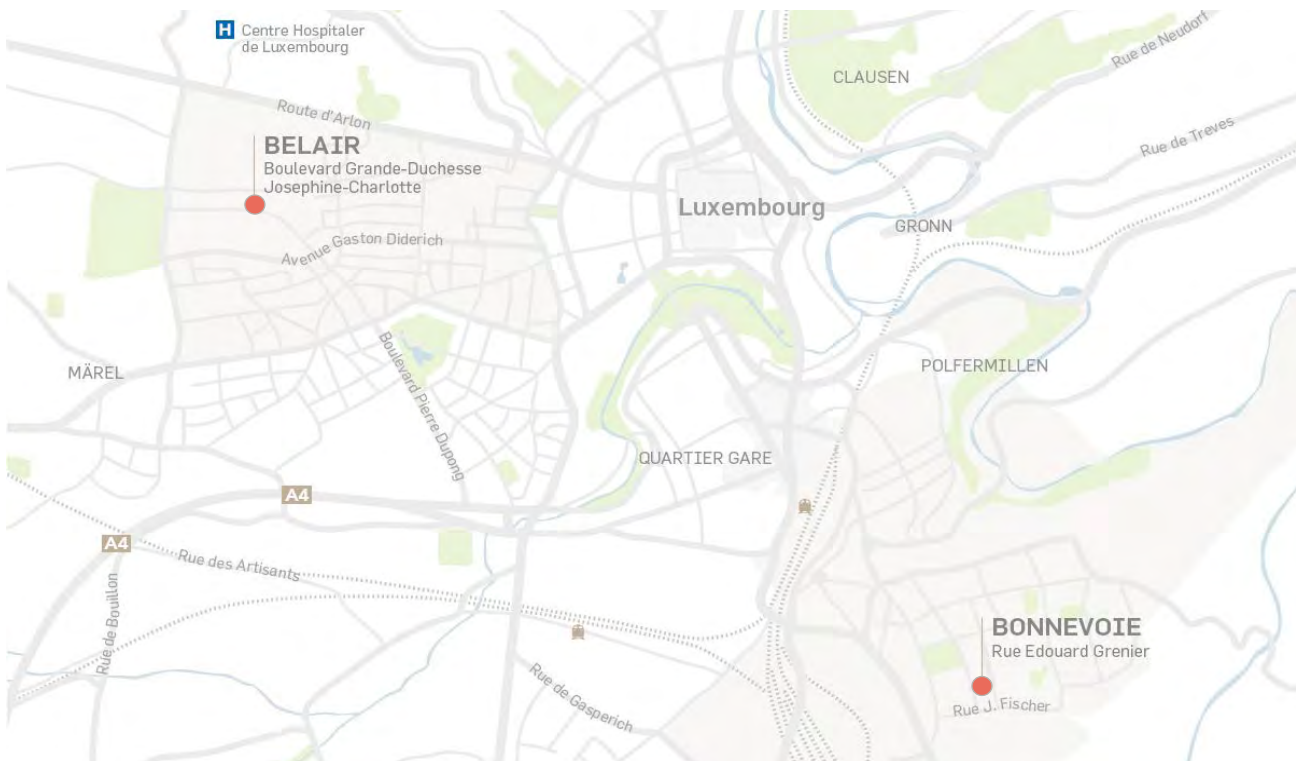 H
Centre Hospitaler
de Luxembourg
CLAUSEN
Rue de Neudorf
Route d'Arlon
BELAIR
Boulevard Grande-Duchesse
Josephine-Charlotte
Rue de Treves
Luxembourg
GRONN
Avenue Gaston Diderich
MÄREL
Boulevard Pierre Dupong
POLFERMILLEN
QUARTIER GARE
A4
A4
Rue des Artisants
Rue de Bouillon
BONNEVOIE
Rue Edouard Grenier
Rue de Gasperich
Rue J. Fischer